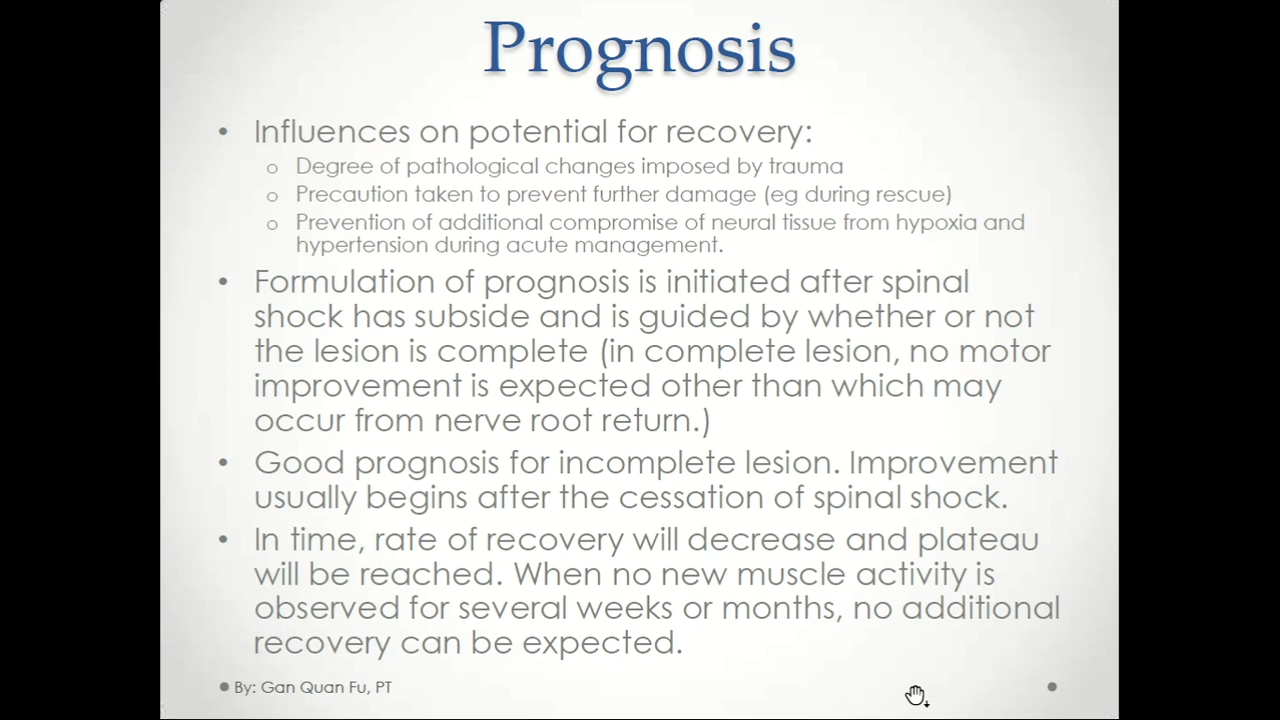 Prognosis
• Influences on potential for recovery:
o Degree of pathological changes imposed by trauma
o Precaution taken to prevent further damage (eg during rescue)
o Prevention of additional compromise of neural tissue from hypoxia and
hypertension during acute management.
• Formulation of prognosis is initiated after spinal
shock has subside and is guided by whether or not
the lesion is complete (in complete lesion, no motor
improvement is expected other than which may
occur from nerve root return.)
• Good prognosis for incomplete lesion. Improvement
usually begins after the cessation of spinal shock.
• In time, rate of recovery will decrease and plateau
will be reached. When no new muscle activity is
observed for several weeks or months, no additional
recovery can be expected.
By: Gan Quan Fu, PT